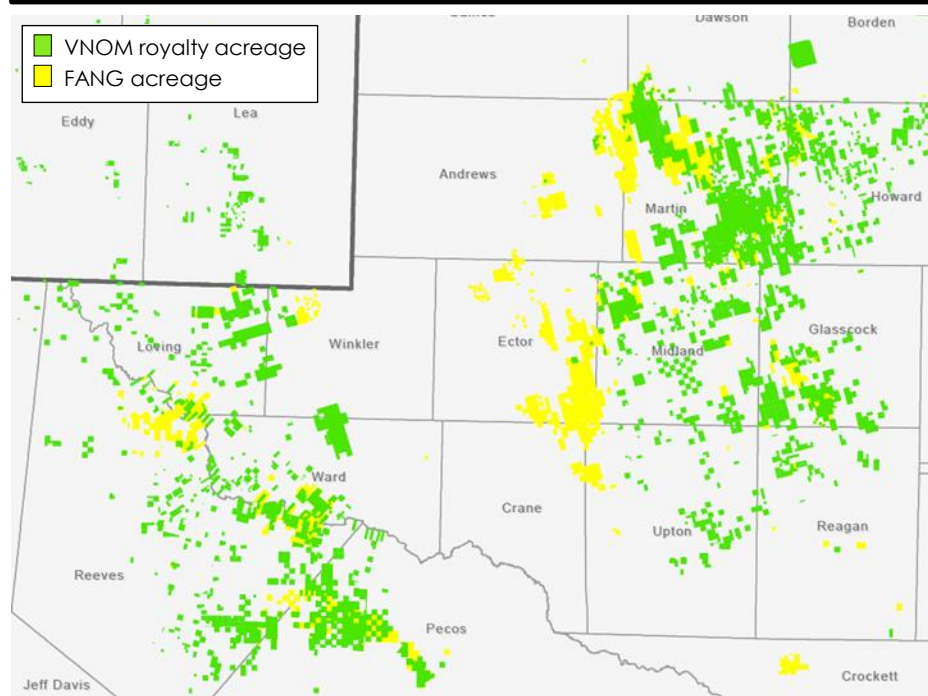 VNOM royalty acreage
FANG acreage
Dawson
Borden
Eddy
Lea
Andrews
Martin
Howard
Loving
Winkler
Ector
Midland
Glasscock
Ward
Crane
Upton
Reagan
Reeves
Pecos
Jeff Davis
Crockett